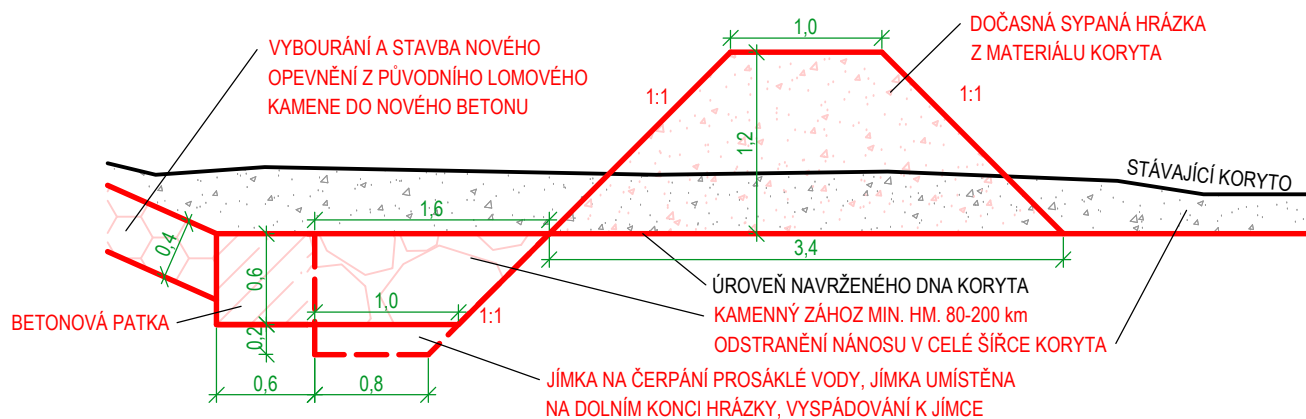 VYBOURÁNÍ A STAVBA NOVÉHO
OPEVNĚNÍ Z PŮVODNÍHO LOMOVÉHO
KAMENE DO NOVÉHO BETONU
1,0
DOČASNÁ SYPANÁ HRÁZKA
Z MATERIÁLU KORYTA
1:1
1:1
1,2
STÁVAJÍCÍ KORYTO
1,6
0,4
3,4
0,6
ÚROVEŇ NAVRŽENÉHO DNA KORYTA
1,0
KAMENNÝ ZÁHOZ MIN. HM. 80-200 km
BETONOVÁ PATKA
1:1
0,2
ODSTRANĚNÍ NÁNOSU V CELÉ ŠÍŘCE KORYTA
0,6
0,8
JÍMKA NA ČERPÁNÍ PROSÁKLÉ VODY, JÍMKA UMÍSTĚNA
NA DOLNÍM KONCI HRÁZKY, VYSPÁDOVÁNÍ K JÍMCE